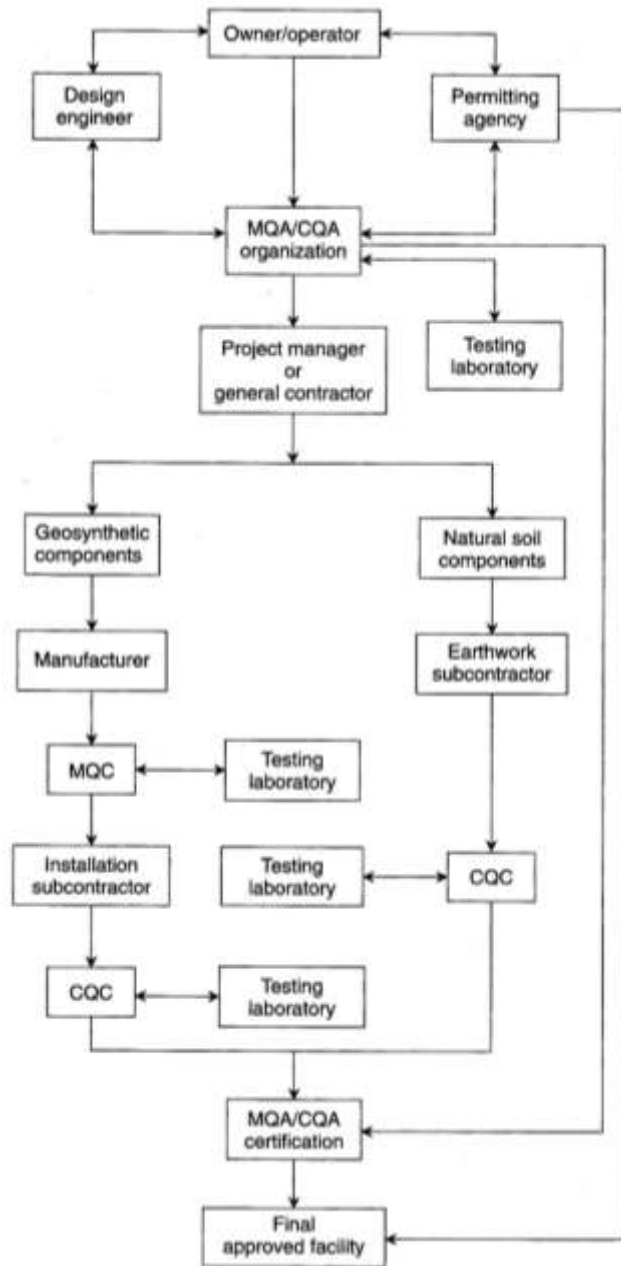 Owner/operator
Design
engineer
Permitting
agency
MQA/CQA
organization
Project manager
or
general contractor
Testing
laboratory
Geosynthetic
components
Natural soil
components
Manufacturer
Earthwork
subcontractor
MQC
Testing
laboratory
Installation
subcontractor
Testing
laboratory
CQC
CQC
Testing
laboratory
MQA/CQA
certification
Final
approved facility